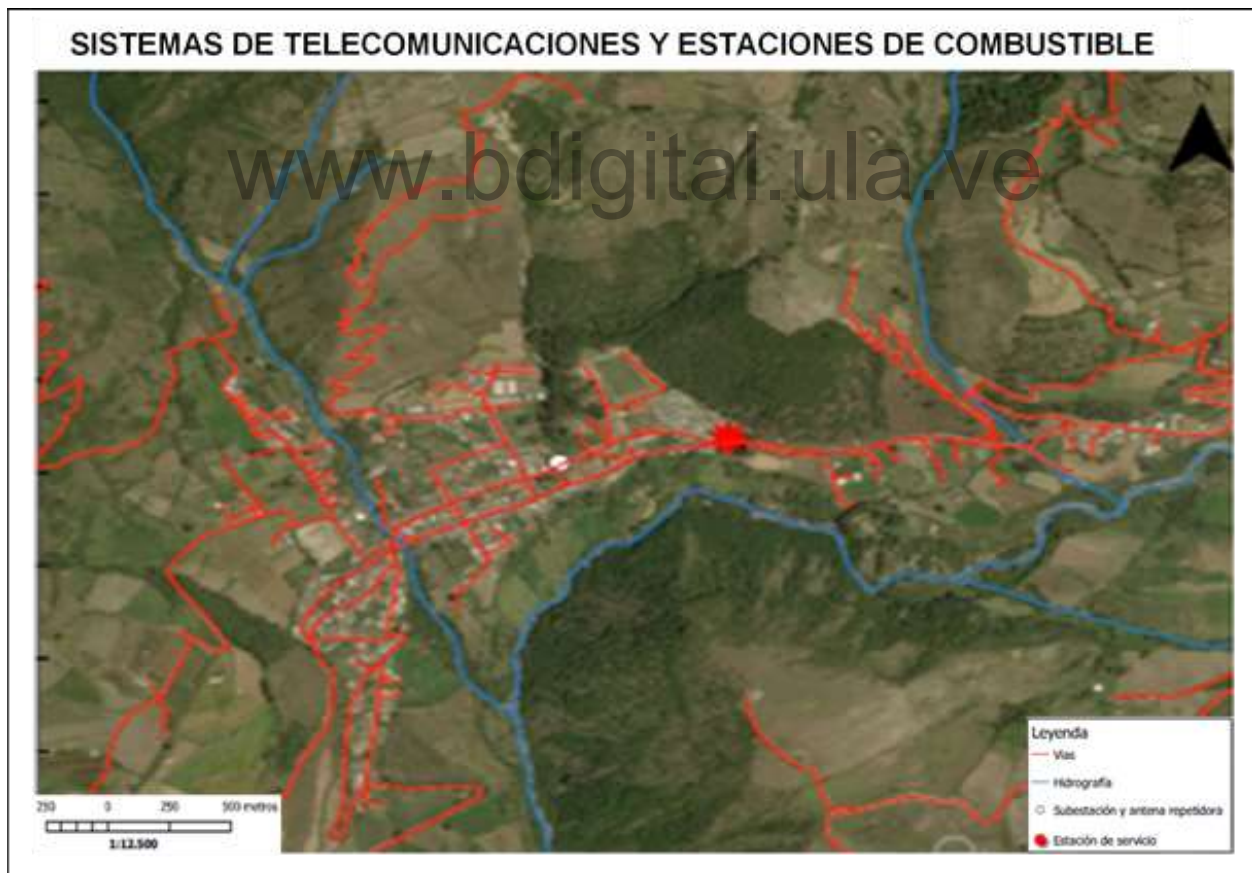 SISTEMAS DE TELECOMUNICACIONES Y ESTACIONES DE COMBUSTIBLE
www.bdigital.ula.ve
N
Leyenda
Vias
Hidrografía
Subestación y antena repetidora
Estación de servicio
250 0 250 500 metros
1:12.500